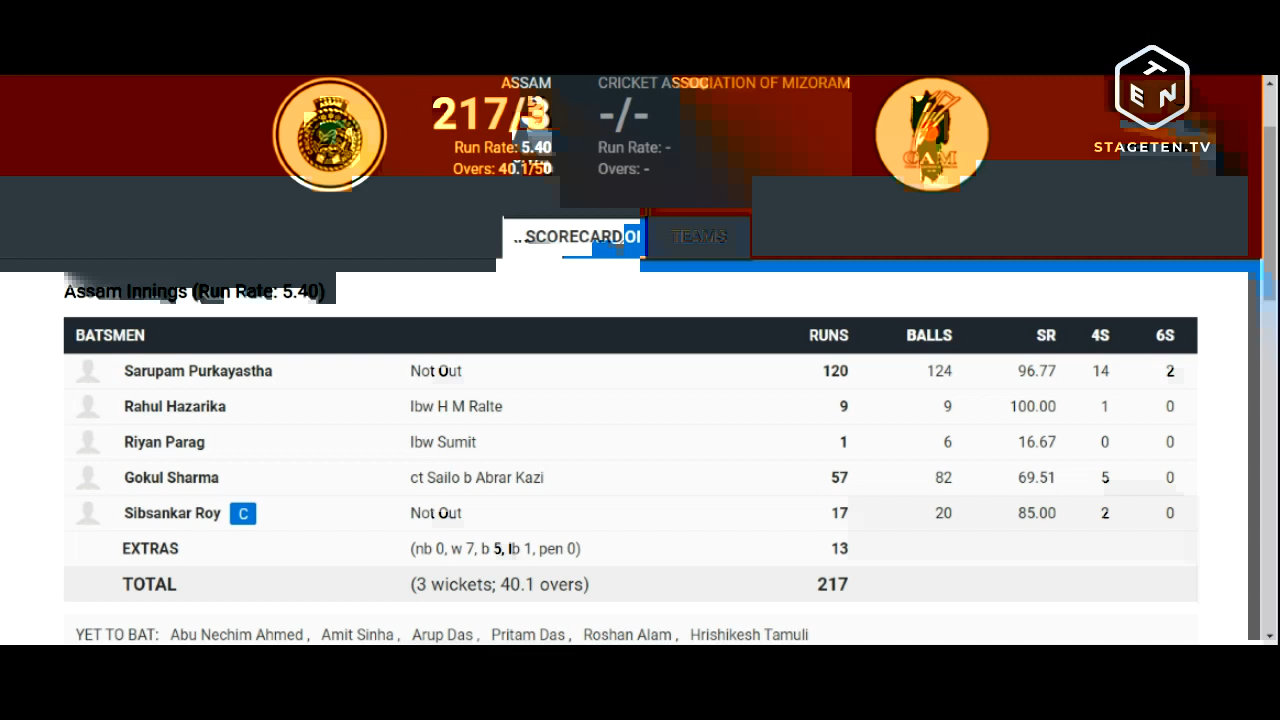 T
EN
STAGETEN.TV
ASSAM
217/3
Run Rate: 5.40
Overs: 40.1/50
CRICKET ASSOCIATION OF MIZORAM
-/-
Run Rate: -
Overs: -
CAM
...SCORECARD
TEAMS
Assam Innings (Run Rate: 5.40)
BATSMEN RUNS BALLS SR 4S 6S
Sarupam Purkayastha Not Out 120 124 96.77 14 2
Rahul Hazarika lbw H M Ralte 9 9 100.00 1 0
Riyan Parag lbw Sumit 1 6 16.67 0 0
Gokul Sharma ct Sailo b Abrar Kazi 57 82 69.51 5 0
Sibsankar Roy C Not Out 17 20 85.00 2 0
EXTRAS (nb 0, w 7, b 5, lb 1, pen 0) 13
TOTAL (3 wickets; 40.1 overs) 217
YET TO BAT: Abu Nechim Ahmed , Amit Sinha , Arup Das , Pritam Das , Roshan Alam , Hrishikesh Tamuli